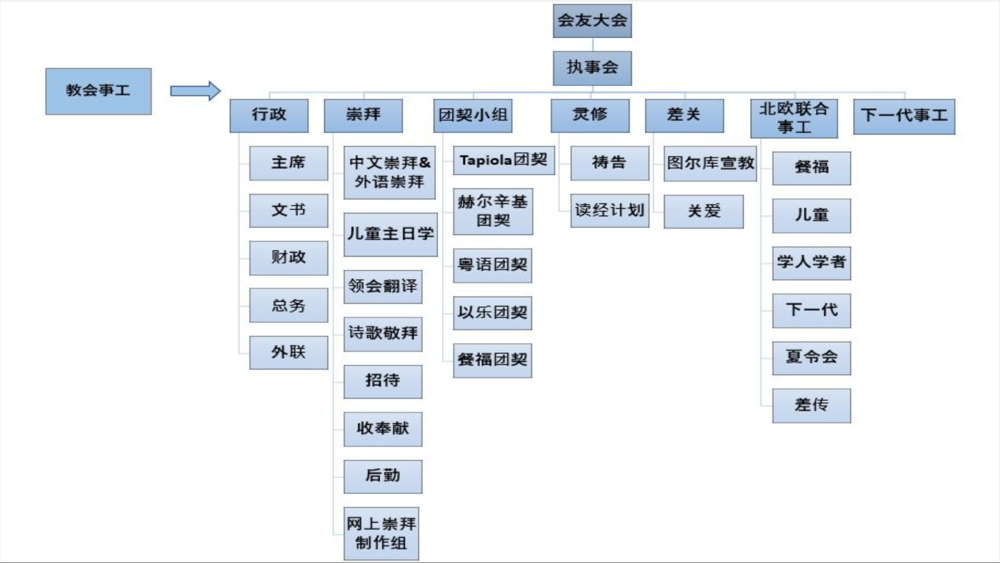 会友大会
执事会
教会事工
行政
崇拜
团契小组
灵修
差关
北欧联合
事工
下一代事工
主席
文书
财政
总务
外联
中文崇拜&
外语崇拜
儿童主日学
领会翻译
诗歌敬拜
招待
收奉献
后勤
网上崇拜
制作组
Tapiola团契
赫尔辛基
团契
粤语团契
以乐团契
餐福团契
祷告
读经计划
图尔库宣教
关爱
餐福
儿童
学人学者
下一代
夏令会
差传